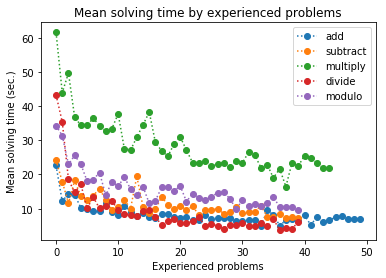 Mean solving time by experienced problems
add
subtract
multiply
divide
modulo
Mean solving time (sec.)
60
50
40
30
20
10
0
10
20
30
40
50
Experienced problems